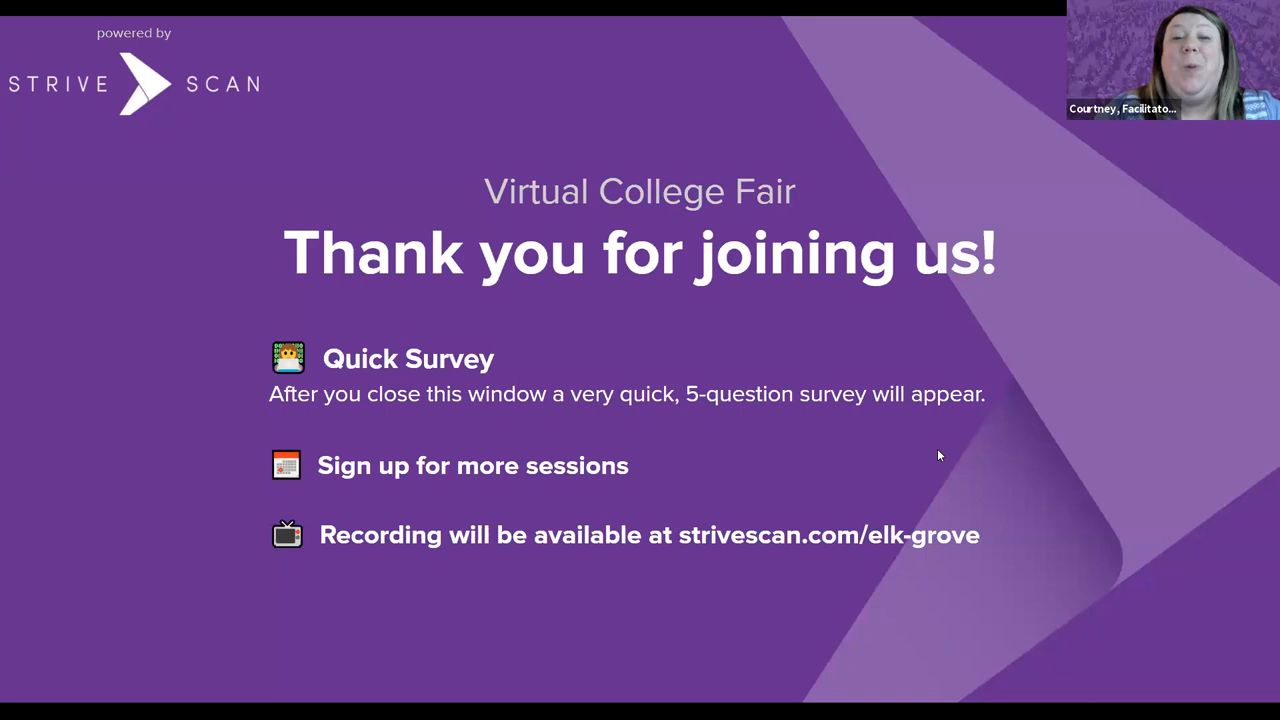 powered by
STRIVE SCAN
Courtney, Facilitato...
Virtual College Fair
Thank you for joining us!
Quick Survey
After you close this window a very quick, 5-question survey will appear.
Sign up for more sessions
Recording will be available at strivescan.com/elk-grove